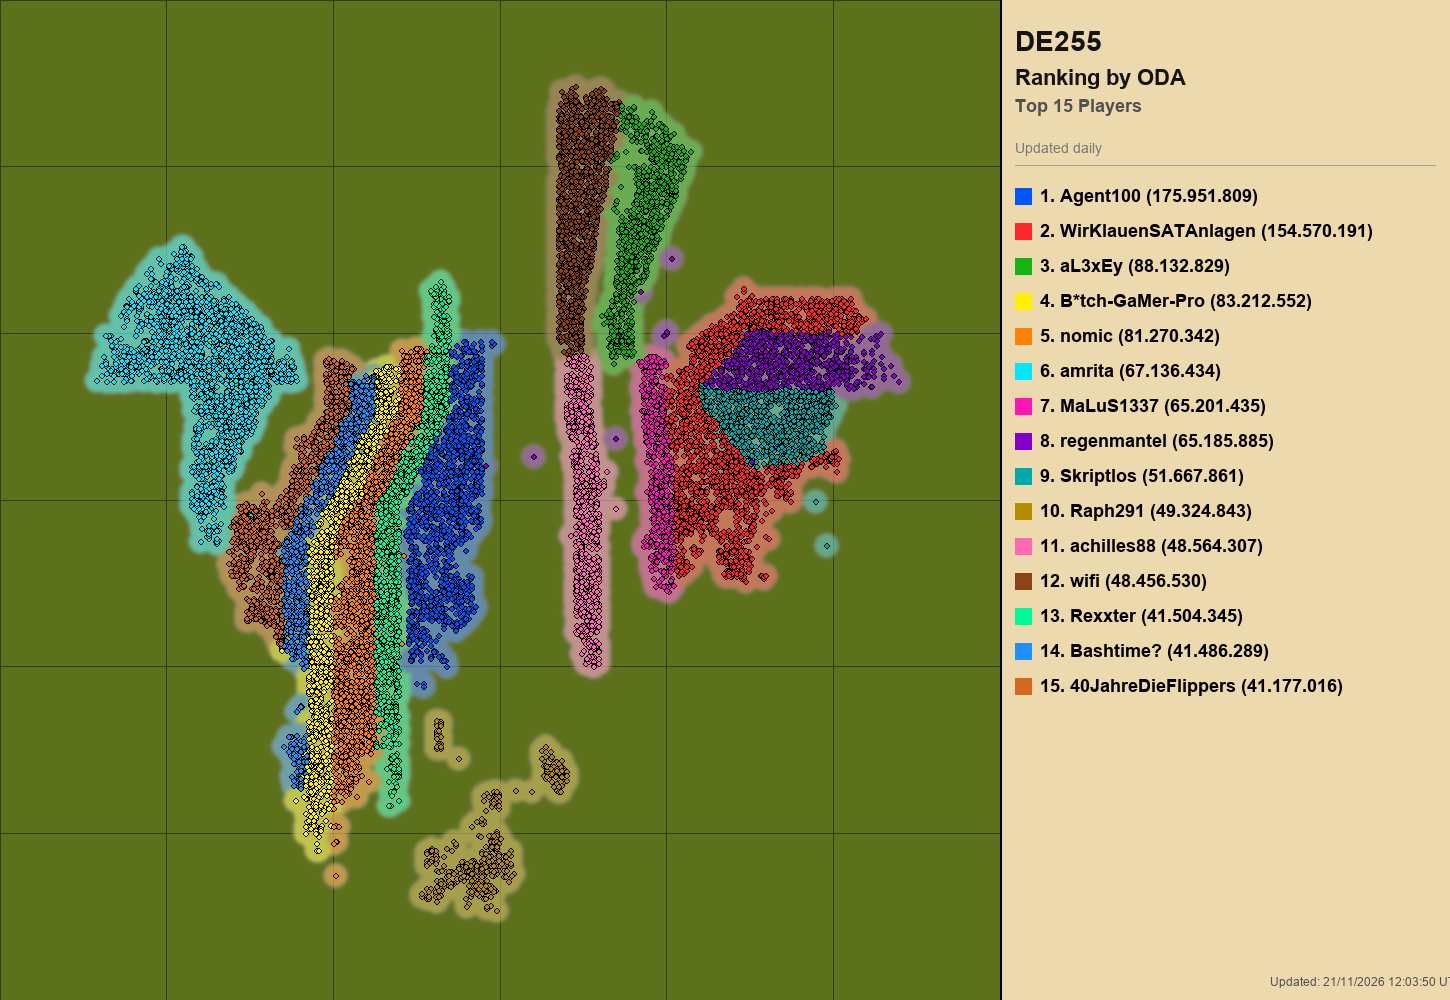 DE255
Ranking by ODA
Top 15 Players
Updated daily
1. Agent100 (175.951.809)
2. WirKlauenSATAnlagen (154.570.191)
3. aL3xEy (88.132.829)
4. B*tch-GaMer-Pro (83.212.552)
5. nomic (81.270.342)
6. amrita (67.136.434)
7. MaLuS1337 (65.201.435)
8. regenmantel (65.185.885)
9. Skriptlos (51.667.861)
10. Raph291 (49.324.843)
11. achilles88 (48.564.307)
12. wifi (48.456.530)
13. Rexxter (41.504.345)
14. Bashtime? (41.486.289)
15. 40JahreDieFlippers (41.177.016)
Updated: 21/11/2026 12:03:50